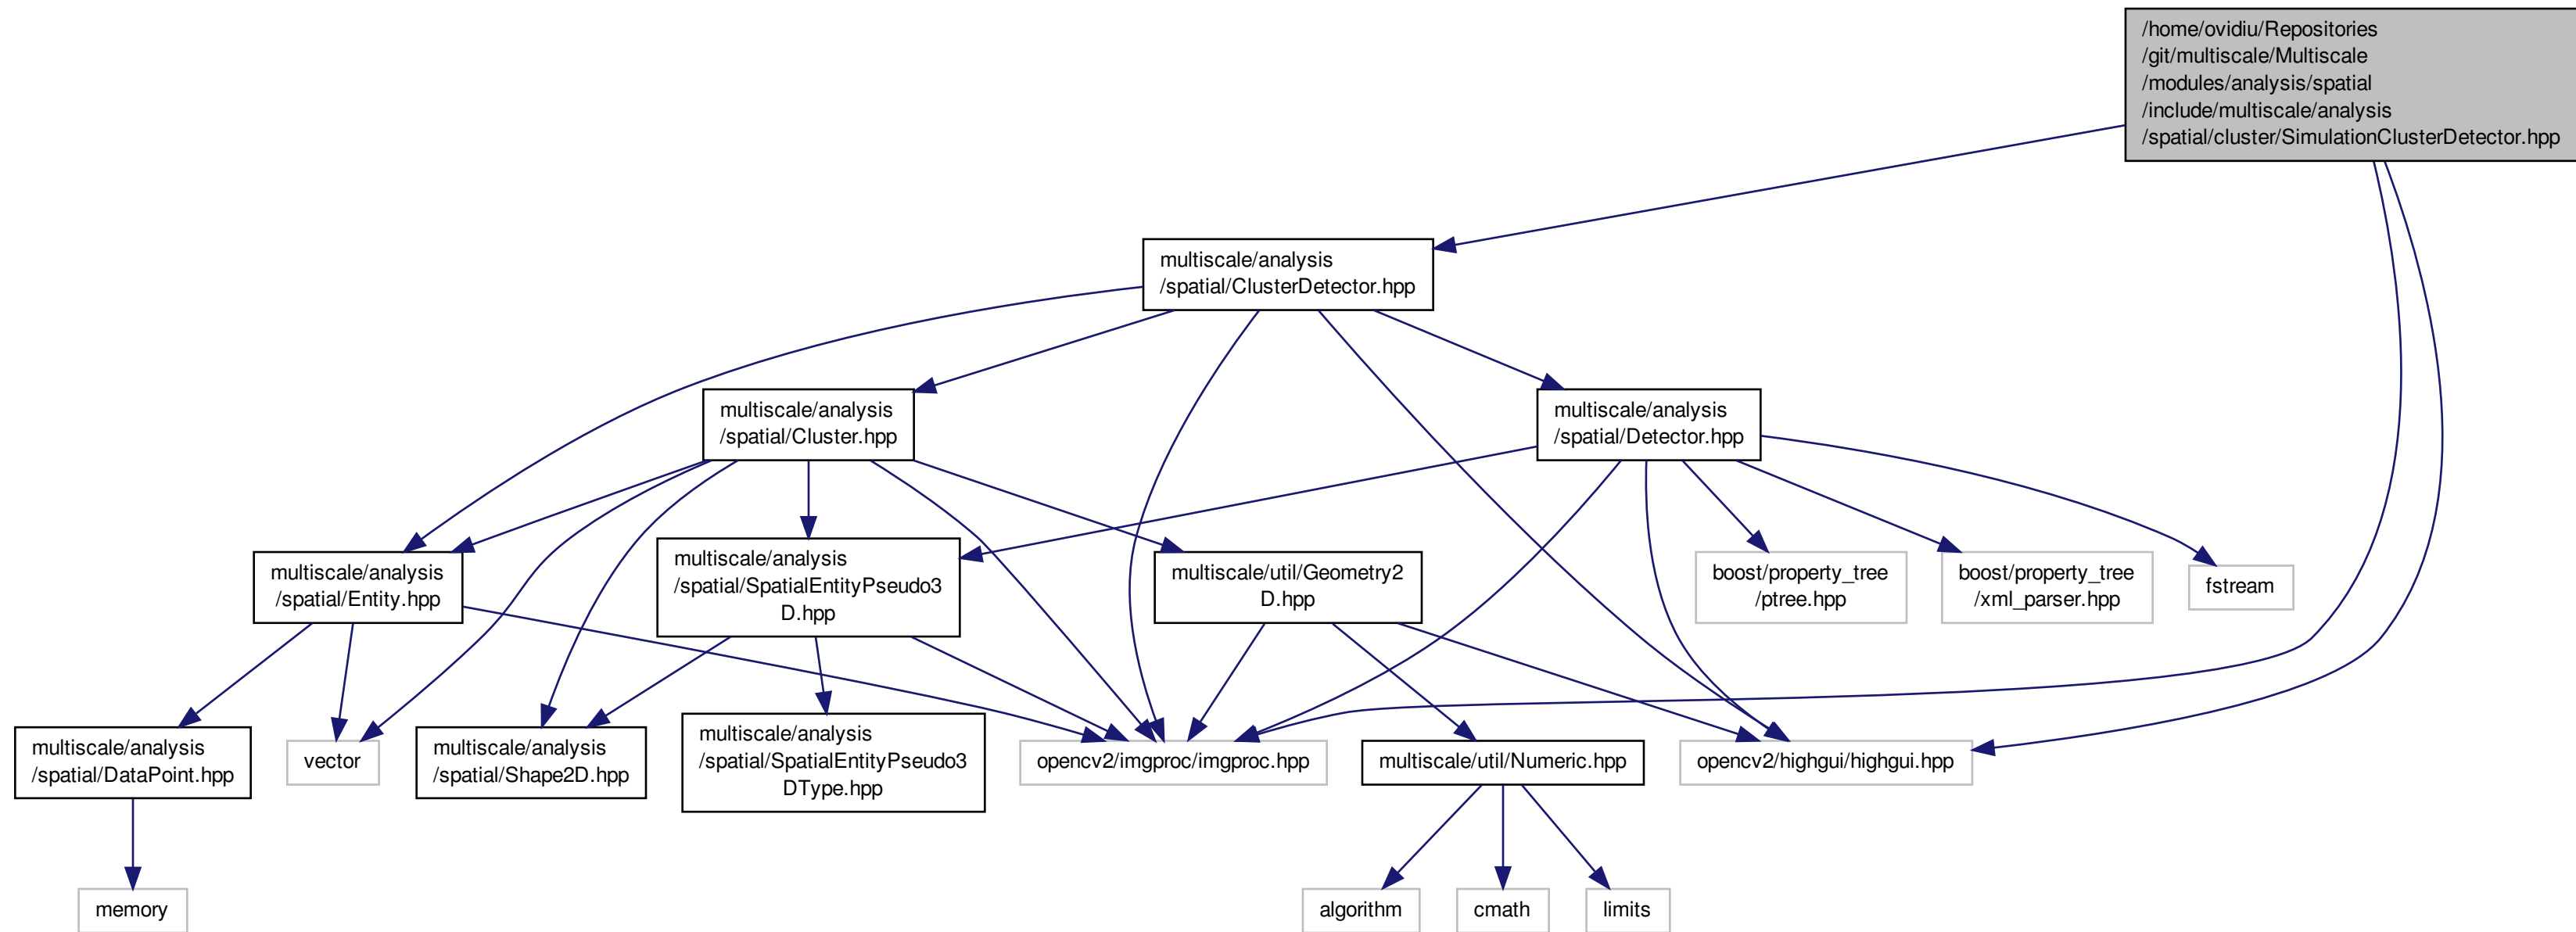 /home/ovidiu/Repositories
/git/multiscale/Multiscale
/modules/analysis/spatial
/include/multiscale/analysis
/spatial/cluster/SimulationClusterDetector.hpp
multiscale/analysis
/spatial/ClusterDetector.hpp
multiscale/analysis
/spatial/Cluster.hpp
multiscale/analysis
/spatial/Detector.hpp
multiscale/analysis
/spatial/Entity.hpp
multiscale/analysis
/spatial/SpatialEntityPseudo3
D.hpp
multiscale/util/Geometry2
D.hpp
boost/property_tree
/ptree.hpp
boost/property_tree
/xml_parser.hpp
fstream
multiscale/analysis
/spatial/DataPoint.hpp
vector
multiscale/analysis
/spatial/Shape2D.hpp
multiscale/analysis
/spatial/SpatialEntityPseudo3
DType.hpp
opencv2/imgproc/imgproc.hpp
multiscale/util/Numeric.hpp
opencv2/highgui/highgui.hpp
memory
algorithm
cmath
limits